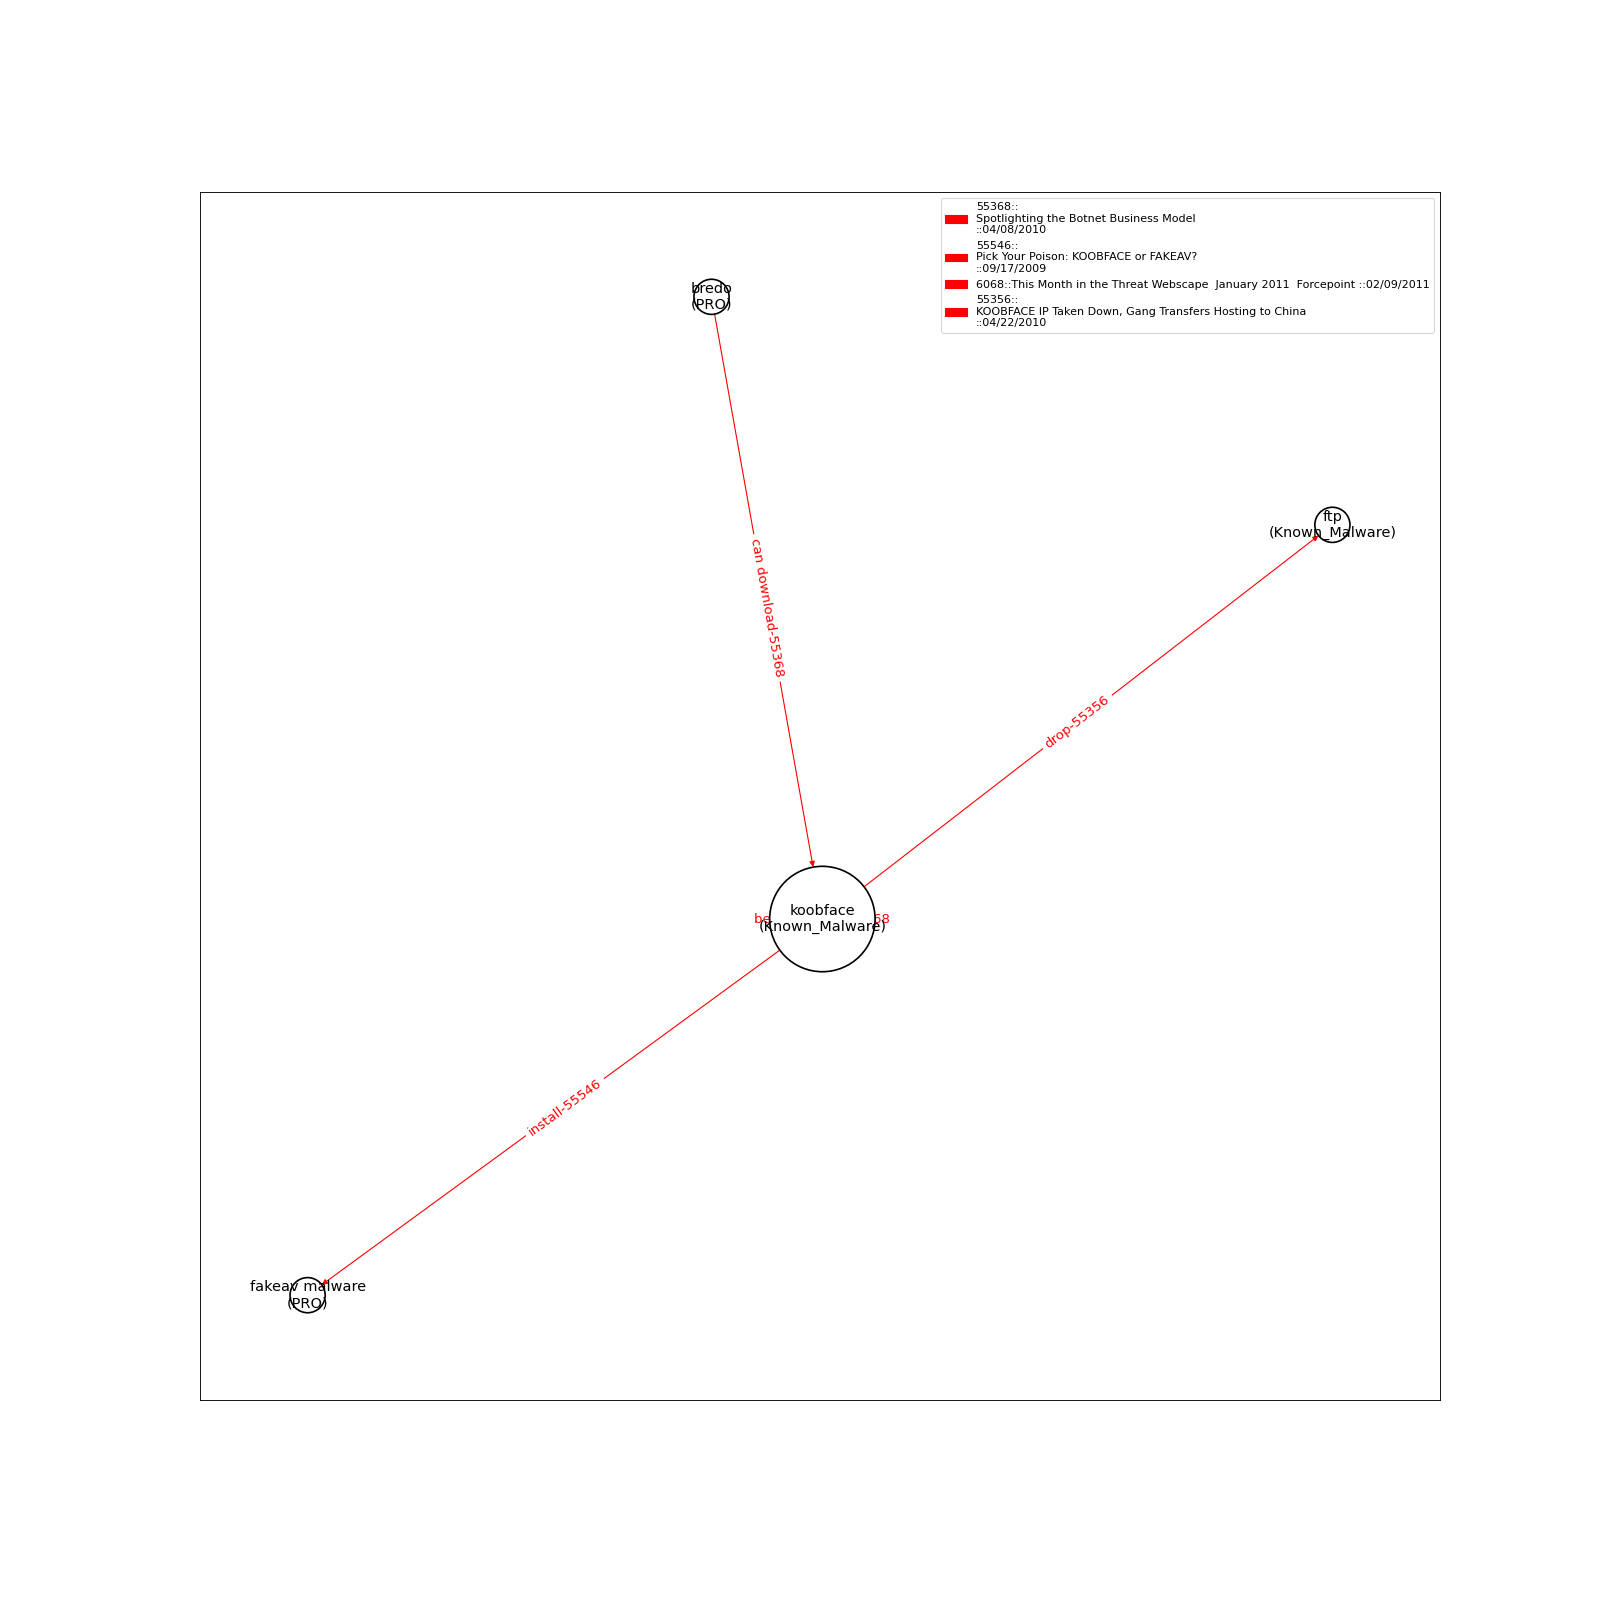 55368::
Spotlighting the Botnet Business Model
::04/08/2010
55546::
Pick Your Poison: KOOBFACE or FAKEAV?
::09/17/2009
6068::This Month in the Threat Webscape  January 2011  Forcepoint ::02/09/2011
55356::
KOOBFACE IP Taken Down, Gang Transfers Hosting to China
::04/22/2010
bredo
(PRO)
ftp
(Known_Malware)
can download-55368
drop-55356
koobface
(Known_Malware)
install-55546
fakeav malware
(PRO)